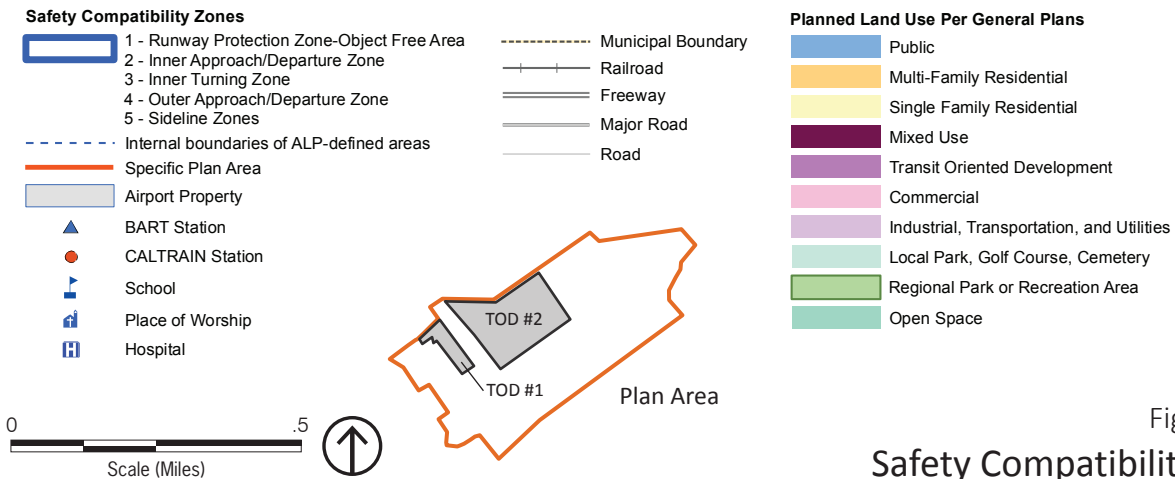 Safety Compatibility Zones
1 - Runway Protection Zone-Object Free Area
2 - Inner Approach/Departure Zone
3 - Inner Turning Zone
4 - Outer Approach/Departure Zone
5 - Sideline Zones
Internal boundaries of ALP-defined areas
Specific Plan Area
Airport Property
BART Station
CALTRAIN Station
School
Place of Worship
H Hospital
Municipal Boundary
Railroad
Freeway
Major Road
Road
Planned Land Use Per General Plans
Public
Multi-Family Residential
Single Family Residential
Mixed Use
Transit Oriented Development
Commercial
Industrial, Transportation, and Utilities
Local Park, Golf Course, Cemetery
Regional Park or Recreation Area
Open Space
TOD #2
TOD #1
Plan Area
0 .5
Scale (Miles)
Fig
Safety Compatibilit